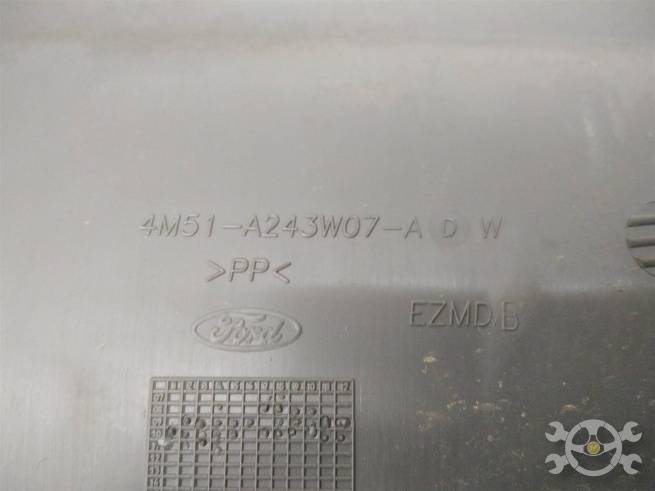 4M51-A243W07-A D W
>PP<
Ford
EZMD.B